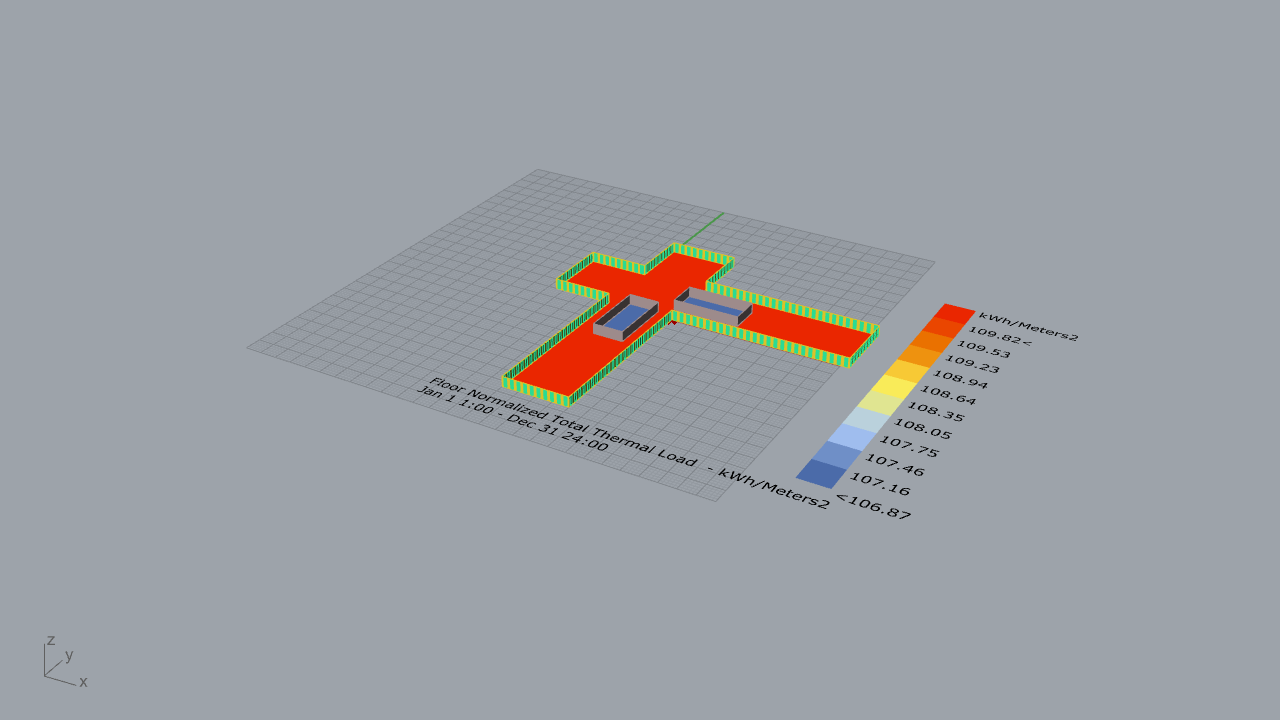 kWh/Meters2
109.82<
109.53
109.23
108.94
108.64
108.35
108.05
107.75
107.46
107.16
<106.87
Floor Normalized Total Thermal Load  - kWh/Meters2
Jan 1 1:00 - Dec 31 24:00
z
y
x